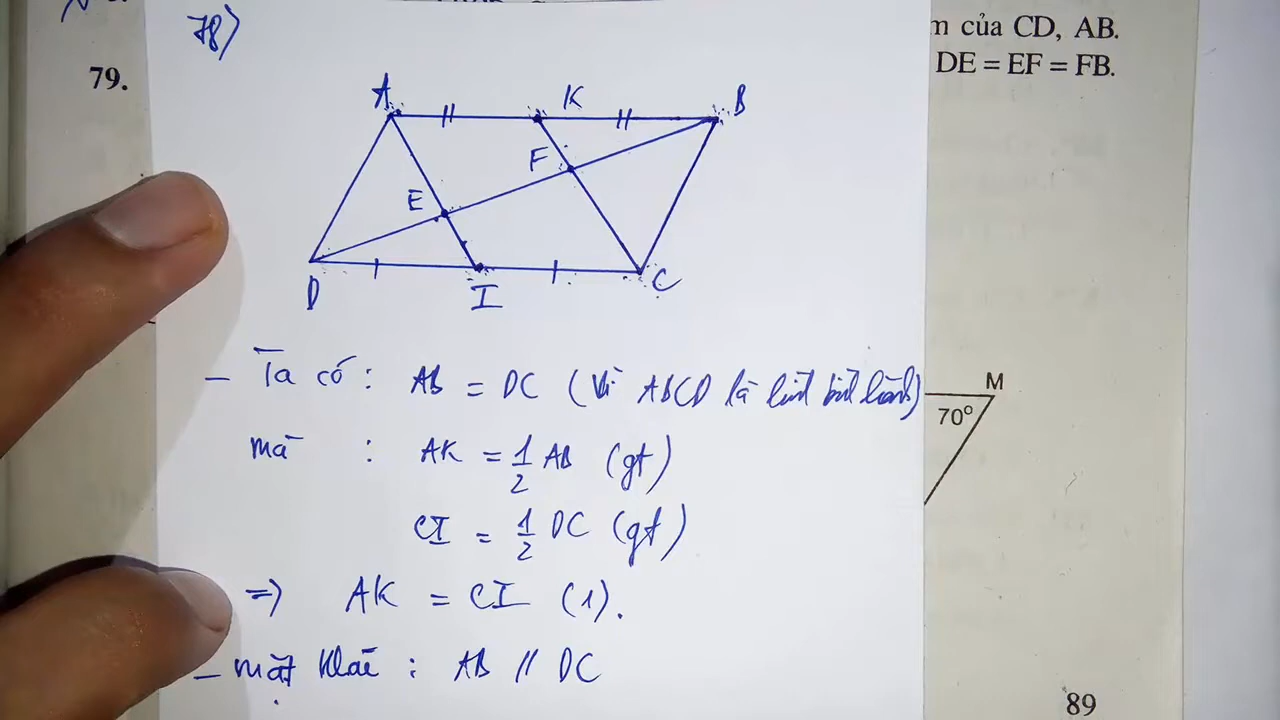 78)
79.
m của CD, AB.
DE = EF = FB.
A K B
F
E
D I C
- Ta có : AB = DC (Vì ABCD là hình bình hành)
mà : AK = 1/2 AB (gt)
CI = 1/2 DC (gt)
=> AK = CI (1).
- mặt khác : AB // DC
M
70°
89